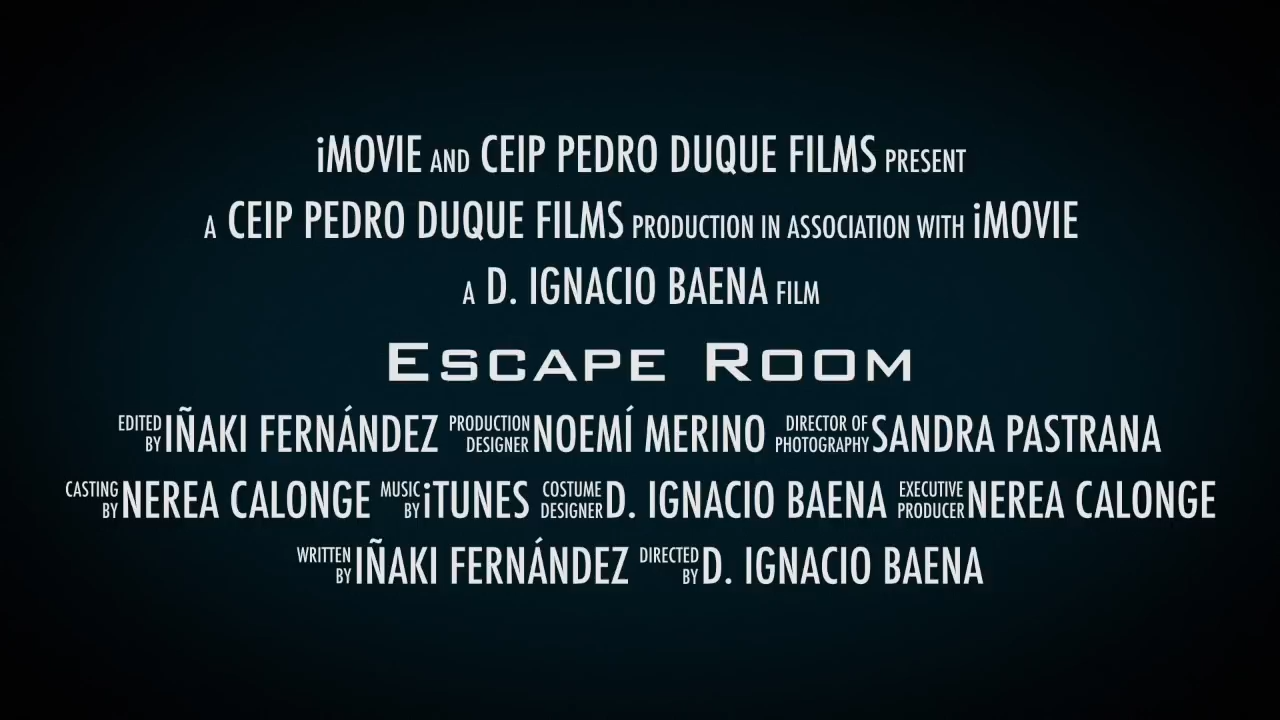 iMOVIE AND CEIP PEDRO DUQUE FILMS PRESENT
A CEIP PEDRO DUQUE FILMS PRODUCTION IN ASSOCIATION WITH iMOVIE
A D. IGNACIO BAENA FILM
ESCAPE ROOM
EDITED BY IÑAKI FERNÁNDEZ PRODUCTION DESIGNER NOEMÍ MERINO DIRECTOR OF PHOTOGRAPHY SANDRA PASTRANA
CASTING BY NEREA CALONGE MUSIC BY iTUNES COSTUME DESIGNER D. IGNACIO BAENA EXECUTIVE PRODUCER NEREA CALONGE
WRITTEN BY IÑAKI FERNÁNDEZ DIRECTED BY D. IGNACIO BAENA